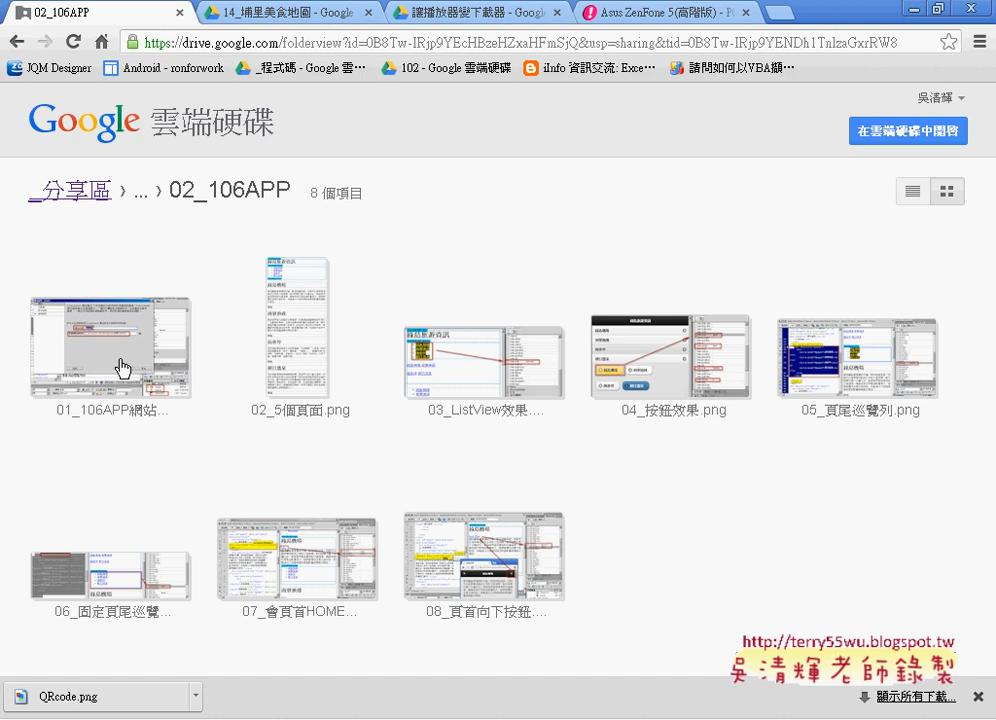 02_106APP
14_埔里美食地圖 - Google
讓播放器變下載器 - Googl
Asus ZenFone 5(高階版) - P
https://drive.google.com/folderview?id=0B8Tw-IRjp9YEcHBzeHZxaHFmSjQ&usp=sharing&tid=0B8Tw-IRjp9YENDh1TnlzaGxrRW8
JQM Designer
Android - ronforwork
_程式碼 - Google 雲…
102 - Google 雲端硬碟
iInfo 資訊交流: Exce…
請問如何以VBA擷…
吳清輝
Google 雲端硬碟
在雲端硬碟中開啓
_分享區 › ... › 02_106APP 8 個項目
01_106APP網站...
02_5個頁面.png
03_ListView效果....
04_按鈕效果.png
05_頁尾巡覽列.png
06_固定頁尾巡覽...
07_會頁首HOME...
08_頁首向下按鈕....
http://terry55wu.blogspot.tw
吳清輝老師錄製
QRcode.png
顯示所有下載...